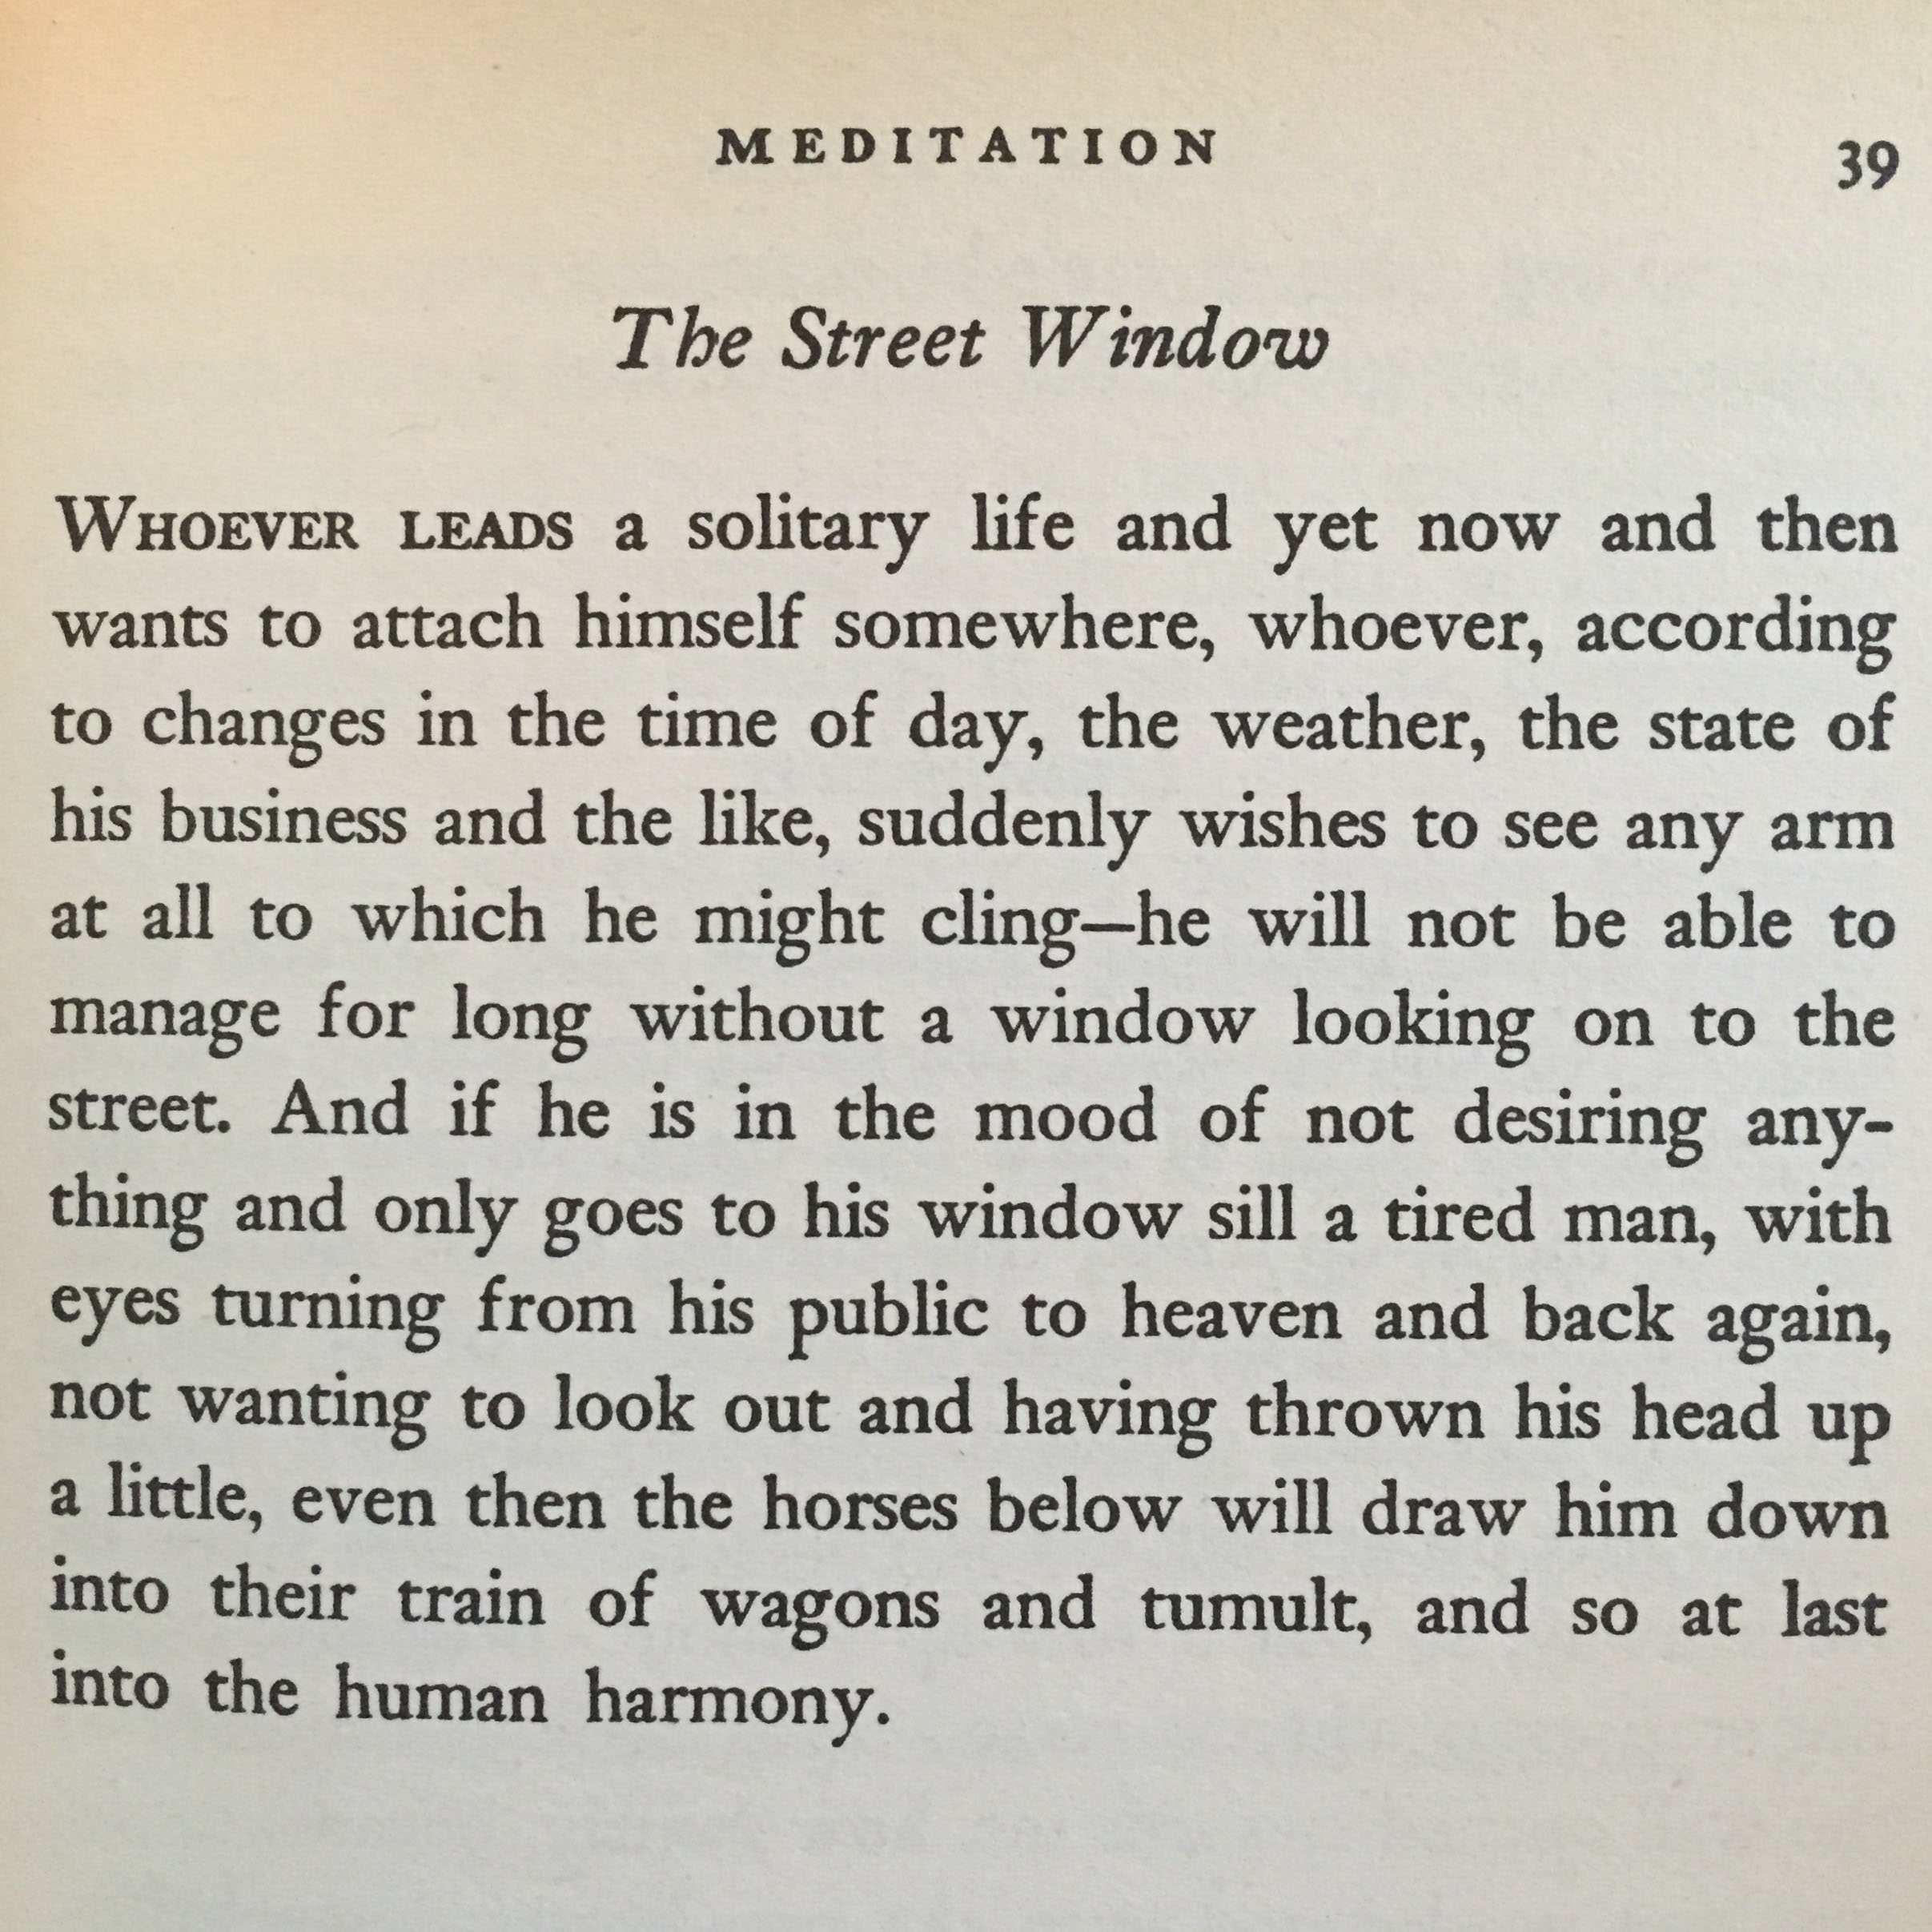 MEDITATION
39
The Street Window
WHOEVER LEADS a solitary life and yet now and then
wants to attach himself somewhere, whoever, according
to changes in the time of day, the weather, the state of
his business and the like, suddenly wishes to see any arm
at all to which he might cling—he will not be able to
manage for long without a window looking on to the
street. And if he is in the mood of not desiring any-
thing and only goes to his window sill a tired man, with
eyes turning from his public to heaven and back again,
not wanting to look out and having thrown his head up
a little, even then the horses below will draw him down
into their train of wagons and tumult, and so at last
into the human harmony.